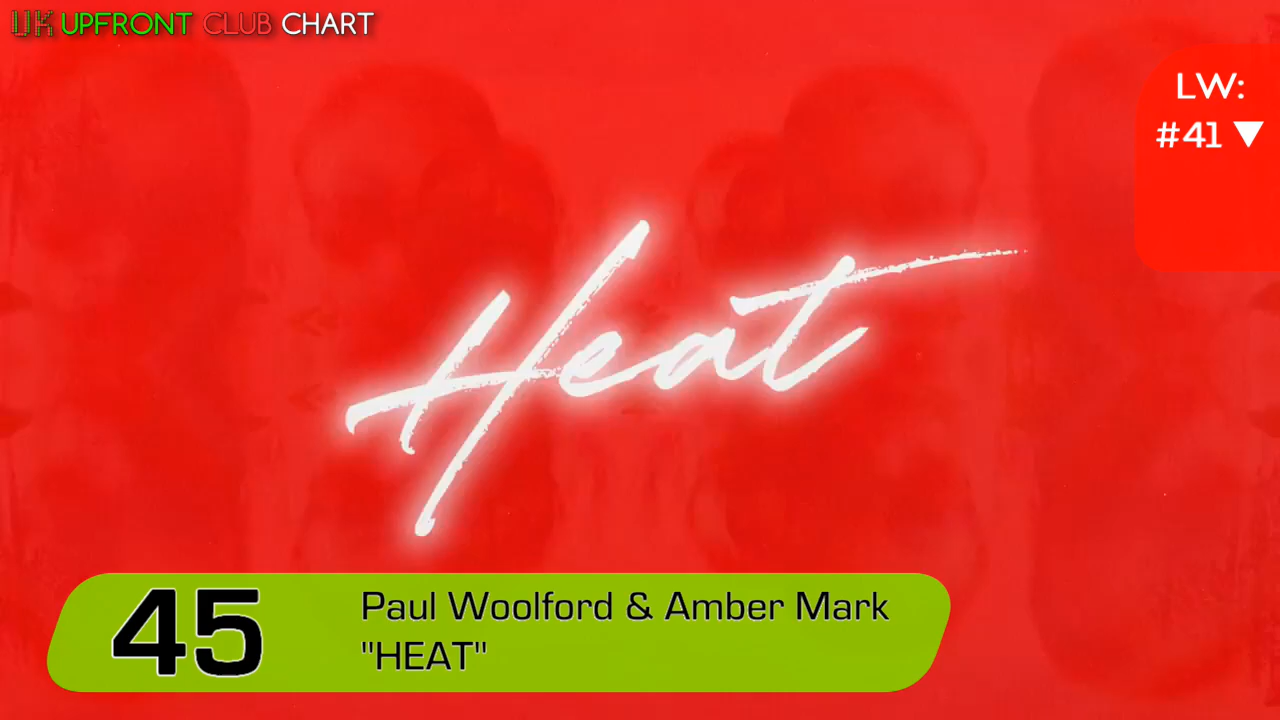 UK UPFRONT CLUB CHART
LW:
#41 ▼
Heat
45
Paul Woolford & Amber Mark
"HEAT"